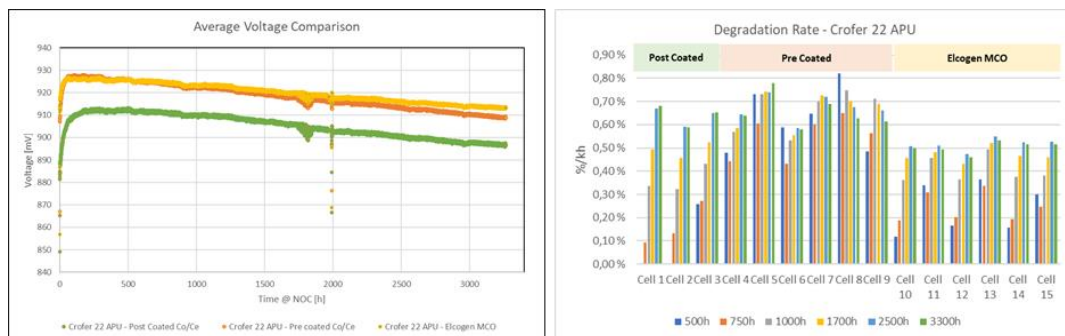 Average Voltage Comparison
940
930
920
910
900
890
880
870
860
850
840
Voltage [mV]
0
500
1000
1500
2000
2500
3000
Time @ NOC [h]
Crofer 22 APU - Post Coated Co/Ce
Crofer 22 APU - Pre coated Co/Ce
Crofer 22 APU - Elcogen MCO
Degradation Rate - Crofer 22 APU
0,90%
0,80%
0,70%
0,60%
0,50%
0,40%
0,30%
0,20%
0,10%
0,00%
%/kh
Post Coated
Pre Coated
Elcogen MCO
Cell 1
Cell 2
Cell 3
Cell 4
Cell 5
Cell 6
Cell 7
Cell 8
Cell 9
Cell
10
Cell
11
Cell
12
Cell
13
Cell
14
Cell
15
500h
750h
1000h
1700h
2500h
3300h